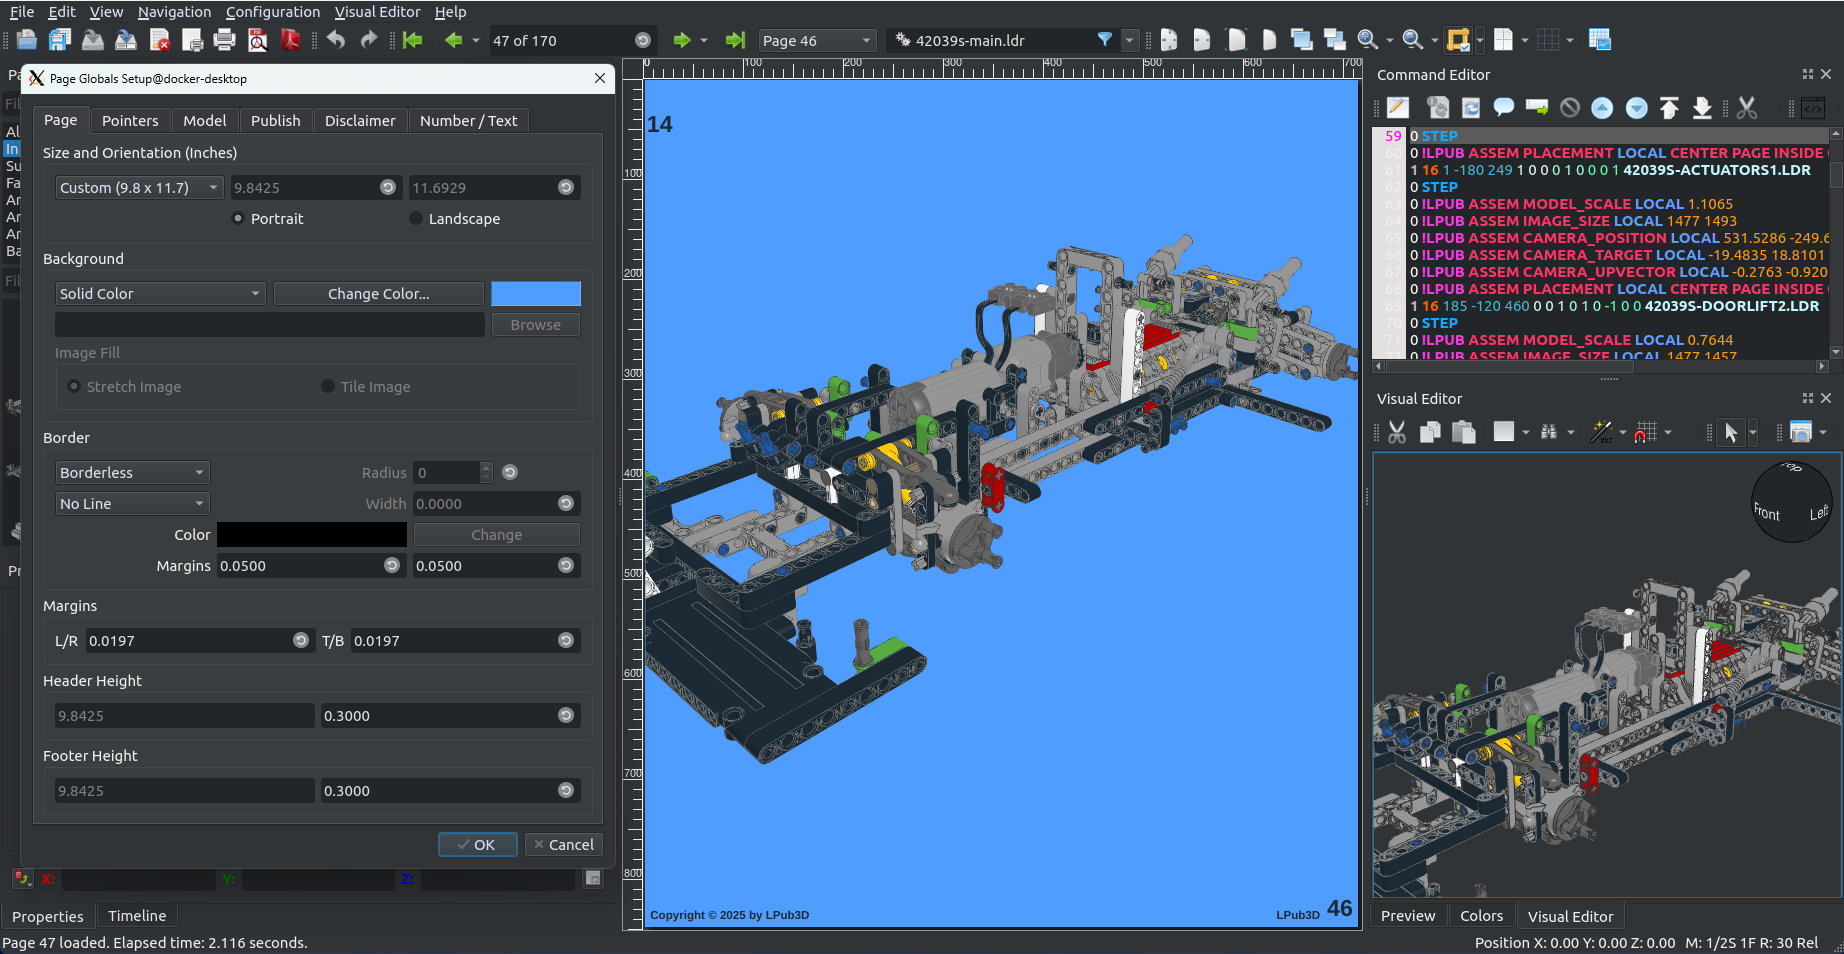 File Edit View Navigation Configuration Visual Editor Help
47 of 170
Page 46
42039s-main.ldr
Page Globals Setup@docker-desktop
Page Pointers Model Publish Disclaimer Number / Text
Size and Orientation (Inches)
Custom (9.8 x 11.7) 9.8425 11.6929
Portrait Landscape
Background
Solid Color Change Color...
Browse
Image Fill
Stretch Image Tile Image
Border
Borderless Radius 0
No Line Width 0.0000
Color Change
Margins 0.0500 0.0500
Margins
L/R 0.0197 T/B 0.0197
Header Height
9.8425 0.3000
Footer Height
9.8425 0.3000
OK Cancel
X: Y: Z:
Properties Timeline
Page 47 loaded. Elapsed time: 2.116 seconds.
0 100 200 300 400 500 600 700
100
200
300
400
500
600
700
800
14
Copyright © 2025 by LPub3D
LPub3D 46
Command Editor
59 0 STEP
60 0 !LPUB ASSEM PLACEMENT LOCAL CENTER PAGE INSIDE
61 1 16 1 -180 249 1 0 0 0 1 0 0 0 1 42039S-ACTUATORS1.LDR
62 0 STEP
63 0 !LPUB ASSEM MODEL_SCALE LOCAL 1.1065
64 0 !LPUB ASSEM IMAGE_SIZE LOCAL 1477 1493
65 0 !LPUB ASSEM CAMERA_POSITION LOCAL 531.5286 -249.6
66 0 !LPUB ASSEM CAMERA_TARGET LOCAL -19.4835 18.8101
67 0 !LPUB ASSEM CAMERA_UPVECTOR LOCAL -0.2763 -0.920
68 0 !LPUB ASSEM PLACEMENT LOCAL CENTER PAGE INSIDE
69 1 16 185 -120 460 0 0 1 0 1 0 -1 0 0 42039S-DOORLIFT2.LDR
70 0 STEP
71 0 !LPUB ASSEM MODEL_SCALE LOCAL 0.7644
72 0 !LPUB ASSEM IMAGE_SIZE LOCAL 1477 1457
Visual Editor
Top
Front Left
Preview Colors Visual Editor
Position X: 0.00 Y: 0.00 Z: 0.00 M: 1/2S 1F R: 30 Rel